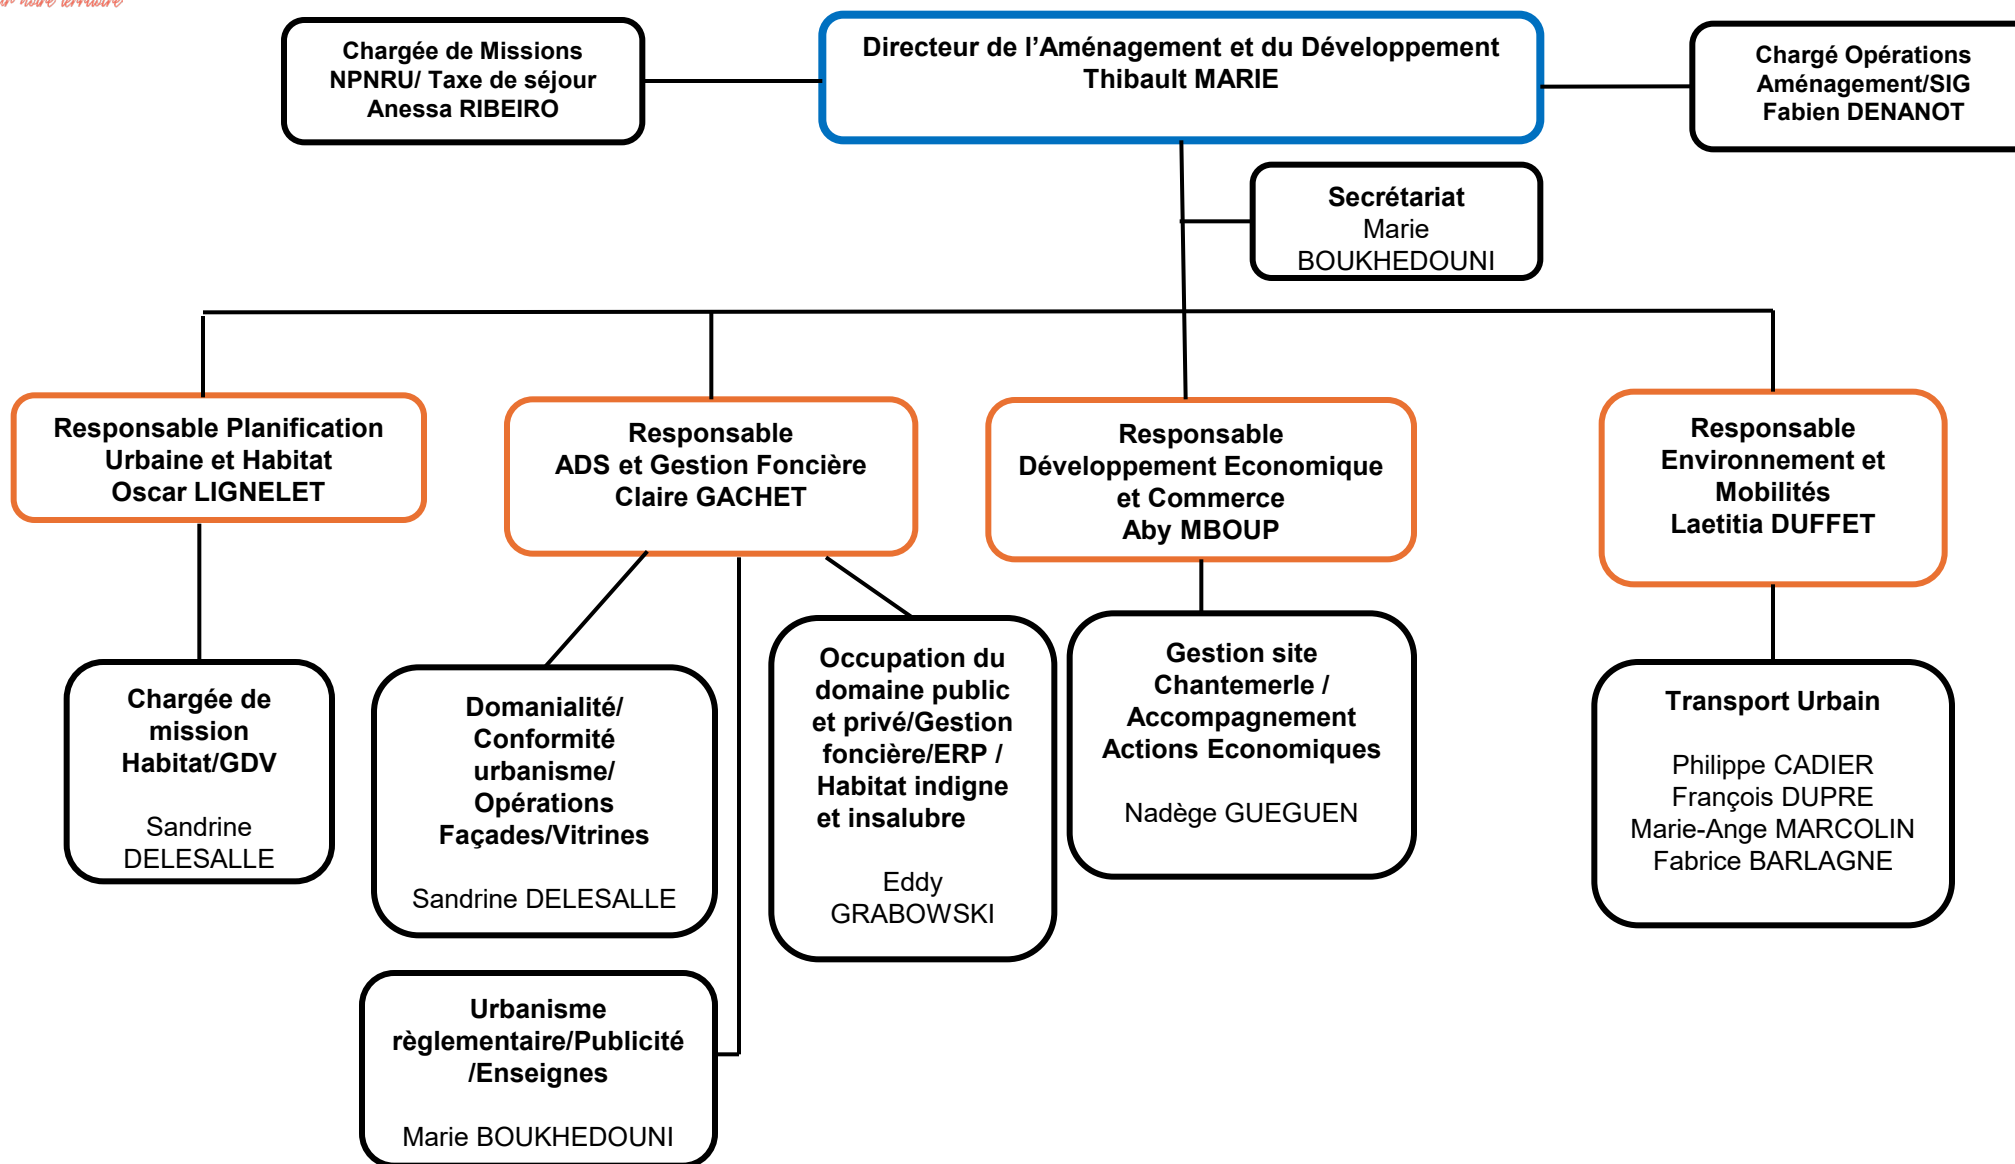 notre territoire
Chargée de Missions
NPNRU/ Taxe de séjour
Anessa RIBEIRO
Directeur de l’Aménagement et du Développement
Thibault MARIE
Chargé Opérations
Aménagement/SIG
Fabien DENANOT
Secrétariat
Marie
BOUKHEDOUNI
Responsable Planification
Urbaine et Habitat
Oscar LIGNELET
Responsable
ADS et Gestion Foncière
Claire GACHET
Responsable
Développement Economique
et Commerce
Aby MBOUP
Responsable
Environnement et
Mobilités
Laetitia DUFFET
Chargée de
mission
Habitat/GDV
Sandrine
DELESALLE
Domanialité/
Conformité
urbanisme/
Opérations
Façades/Vitrines
Sandrine DELESALLE
Occupation du
domaine public
et privé/Gestion
foncière/ERP /
Habitat indigne
et insalubre
Eddy
GRABOWSKI
Gestion site
Chantemerle /
Accompagnement
Actions Economiques
Nadège GUEGUEN
Transport Urbain
Philippe CADIER
François DUPRE
Marie-Ange MARCOLIN
Fabrice BARLAGNE
Urbanisme
règlementaire/Publicité
/Enseignes
Marie BOUKHEDOUNI